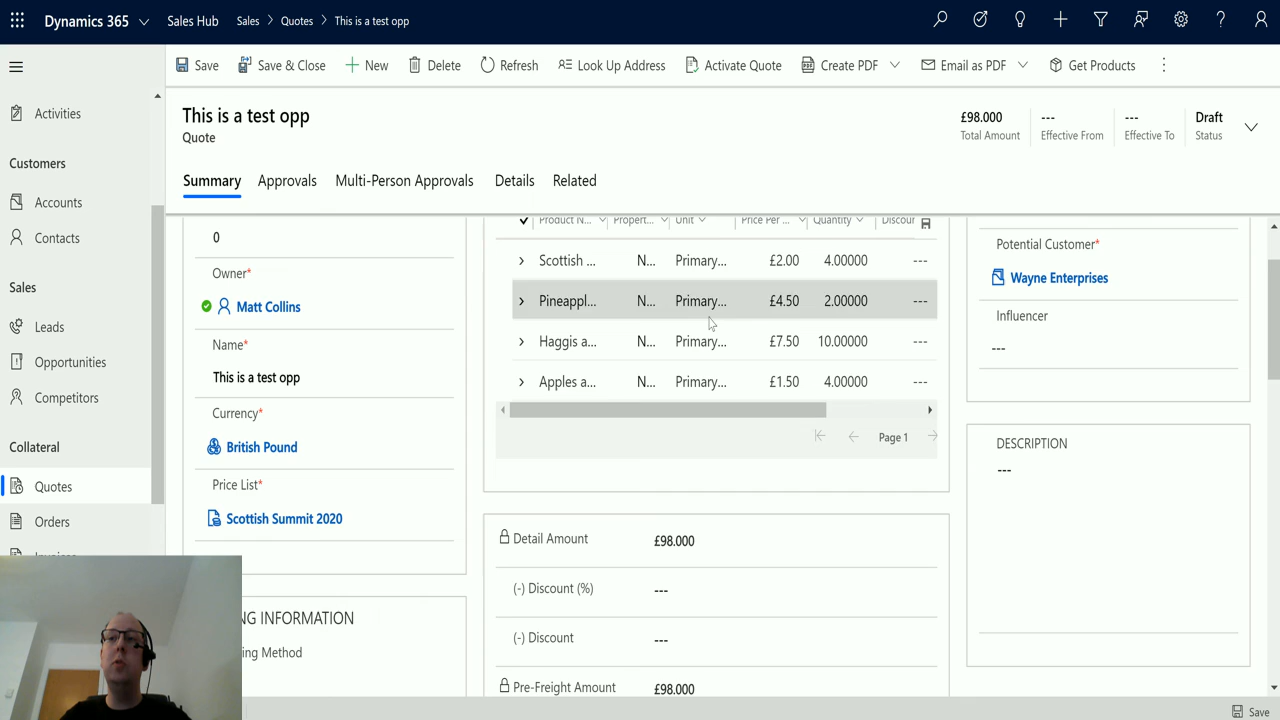 Dynamics 365 Sales Hub Sales > Quotes > This is a test opp
Save Save & Close New Delete Refresh Look Up Address Activate Quote Create PDF Email as PDF Get Products
This is a test opp
Quote
£98.000
Total Amount
---
Effective From
---
Effective To
Draft
Status
Summary Approvals Multi-Person Approvals Details Related
Activities
Customers
Accounts
Contacts
Sales
Leads
Opportunities
Competitors
Collateral
Quotes
Orders
0
Owner*
Matt Collins
Name*
This is a test opp
Currency*
British Pound
Price List*
Scottish Summit 2020
NG INFORMATION
ing Method
Product N... Propert... Unit Price Per ... Quantity Discour
Scottish ... N... Primary... £2.00 4.00000 ---
Pineappl... N... Primary... £4.50 2.00000 ---
Haggis a... N... Primary... £7.50 10.00000 ---
Apples a... N... Primary... £1.50 4.00000 ---
Page 1
Detail Amount £98.000
(-) Discount (%) ---
(-) Discount ---
Pre-Freight Amount £98.000
Potential Customer*
Wayne Enterprises
Influencer
---
DESCRIPTION
---
Save